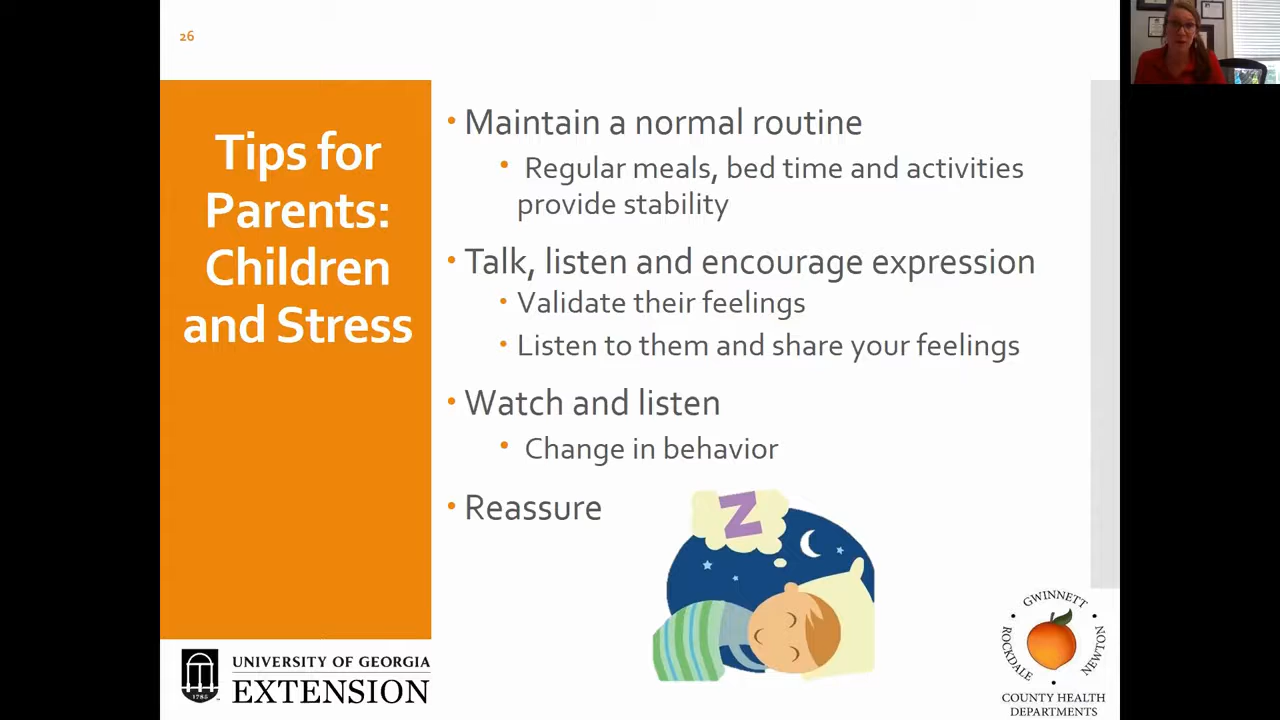 26
Tips for
Parents:
Children
and Stress
• Maintain a normal routine
• Regular meals, bed time and activities
provide stability
• Talk, listen and encourage expression
• Validate their feelings
• Listen to them and share your feelings
• Watch and listen
• Change in behavior
• Reassure
Z
1785
UNIVERSITY OF GEORGIA
EXTENSION
GWINNETT
ROCKDALE
NEWTON
COUNTY HEALTH
DEPARTMENTS